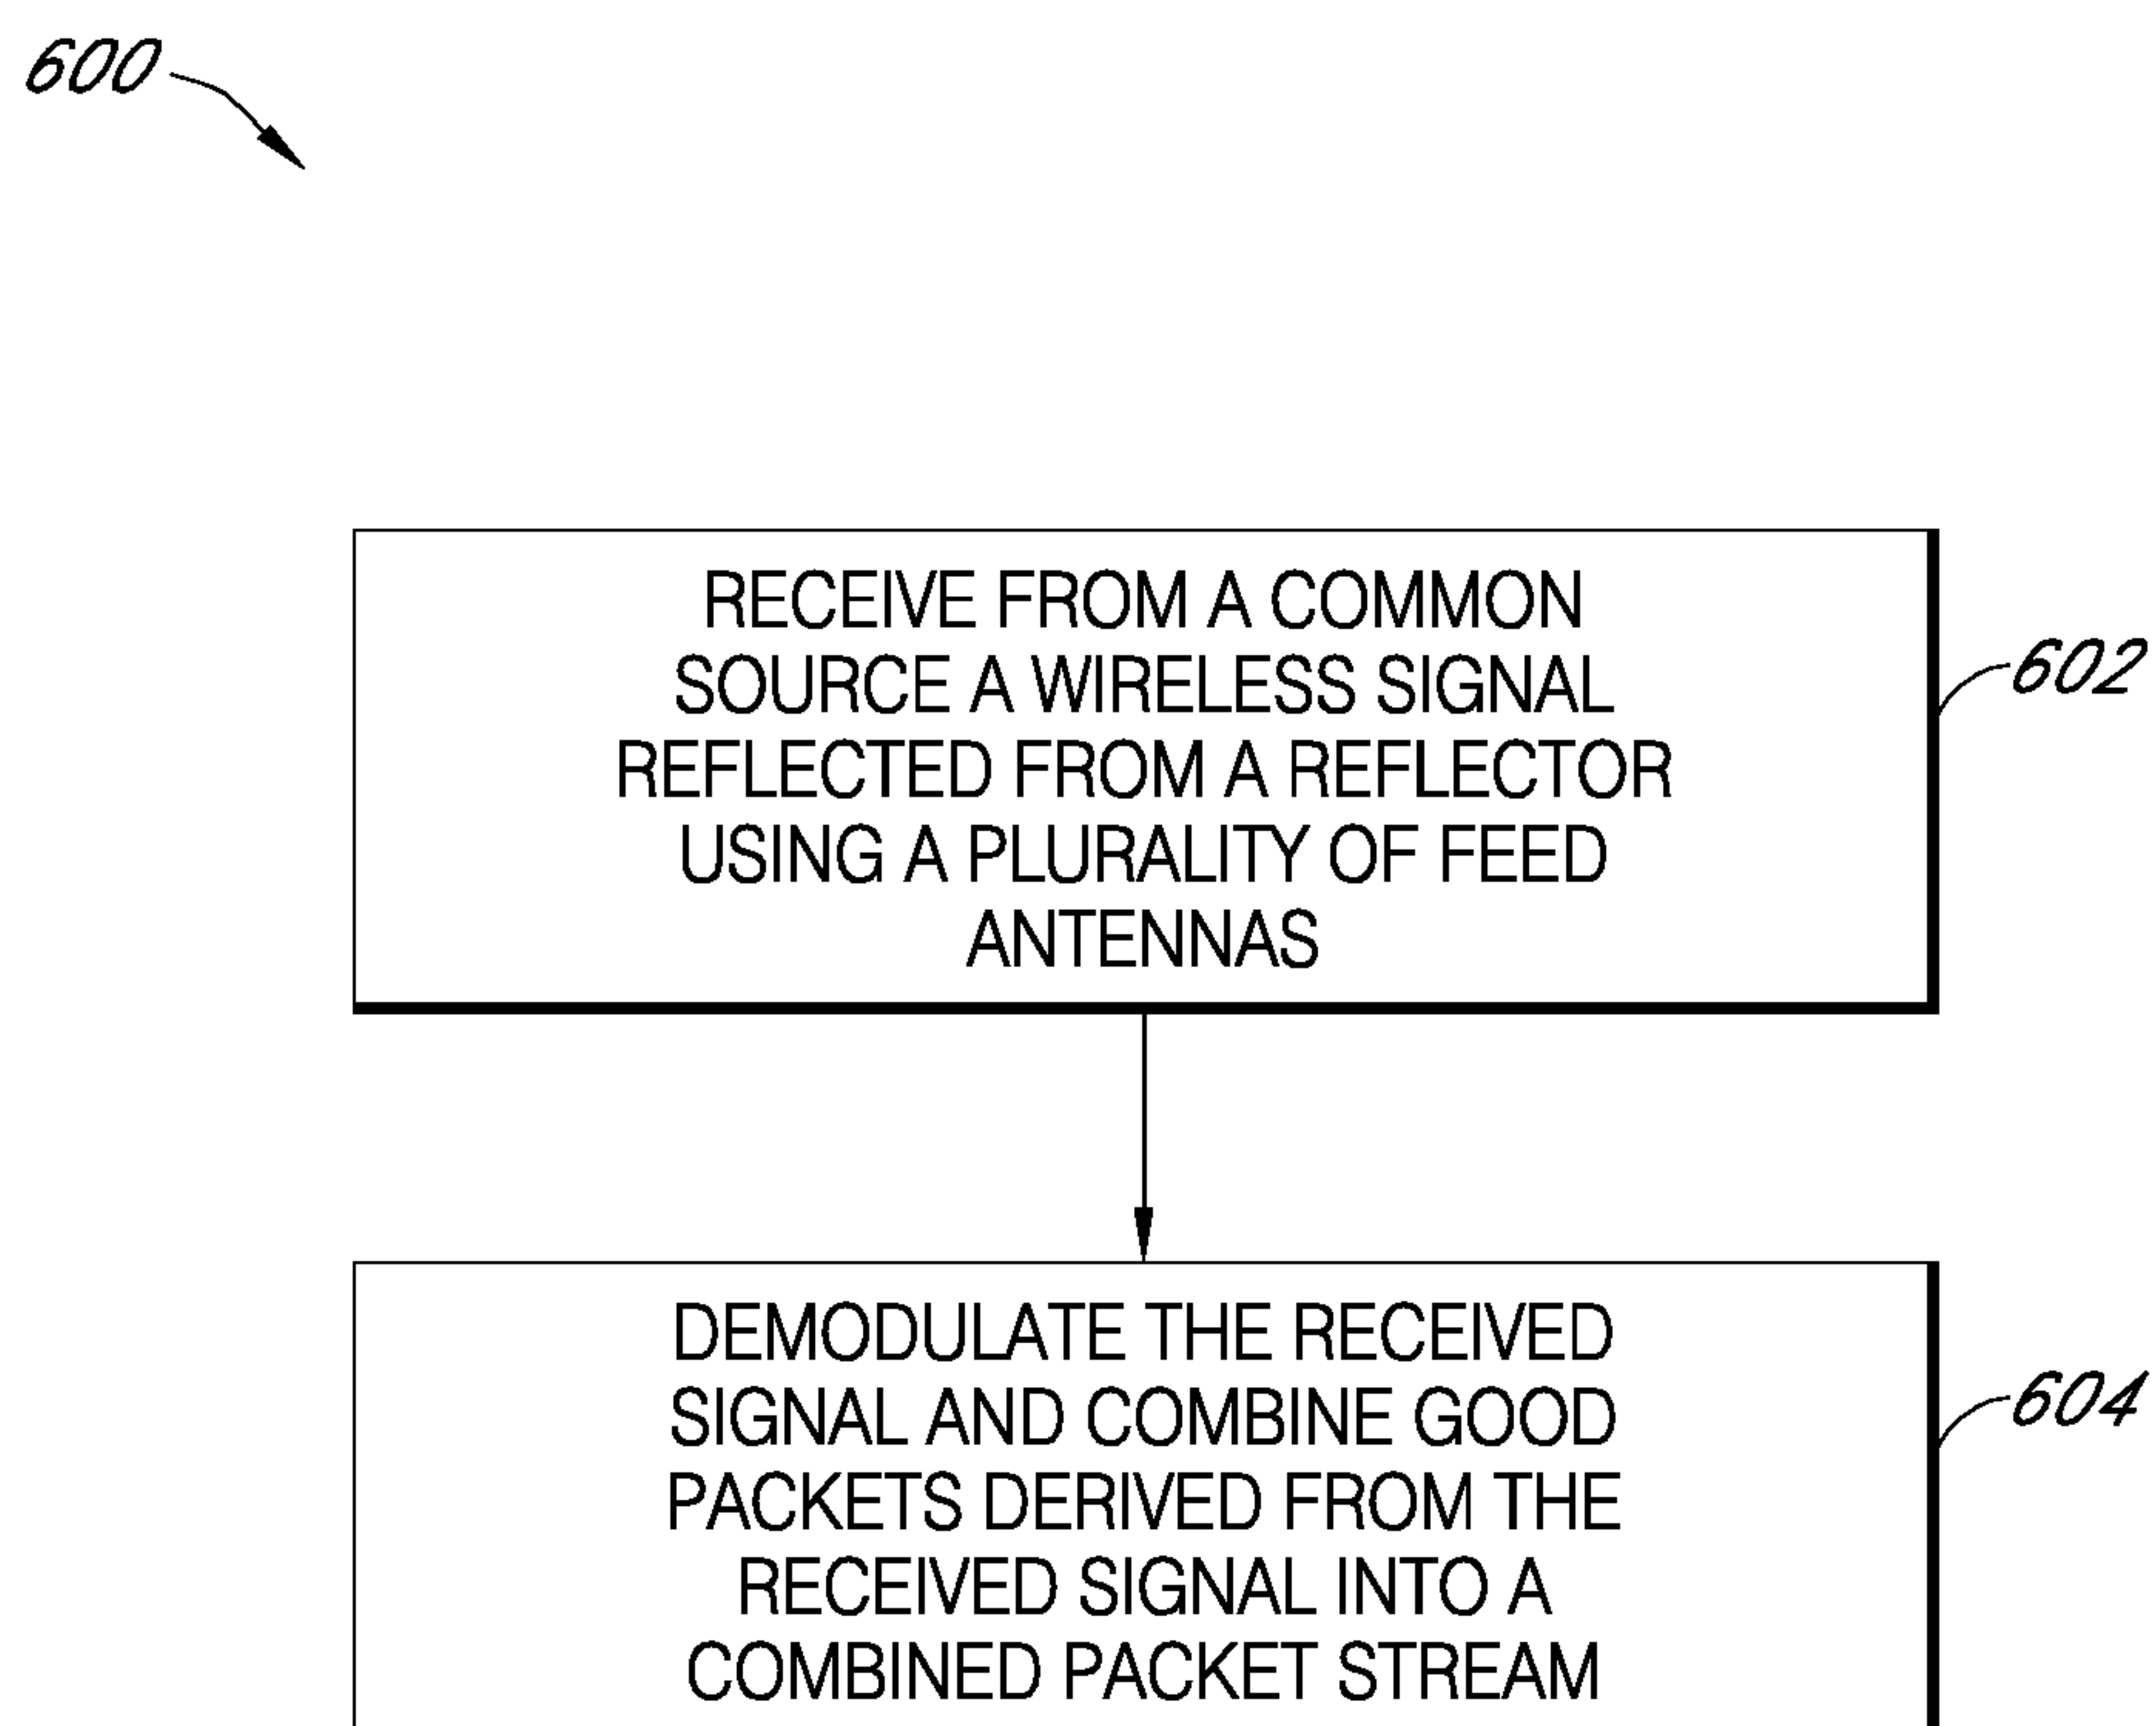 600
RECEIVE FROM A COMMON
SOURCE A WIRELESS SIGNAL
REFLECTED FROM A REFLECTOR
USING A PLURALITY OF FEED
ANTENNAS
602
DEMODULATE THE RECEIVED
SIGNAL AND COMBINE GOOD
PACKETS DERIVED FROM THE
RECEIVED SIGNAL INTO A
COMBINED PACKET STREAM
604